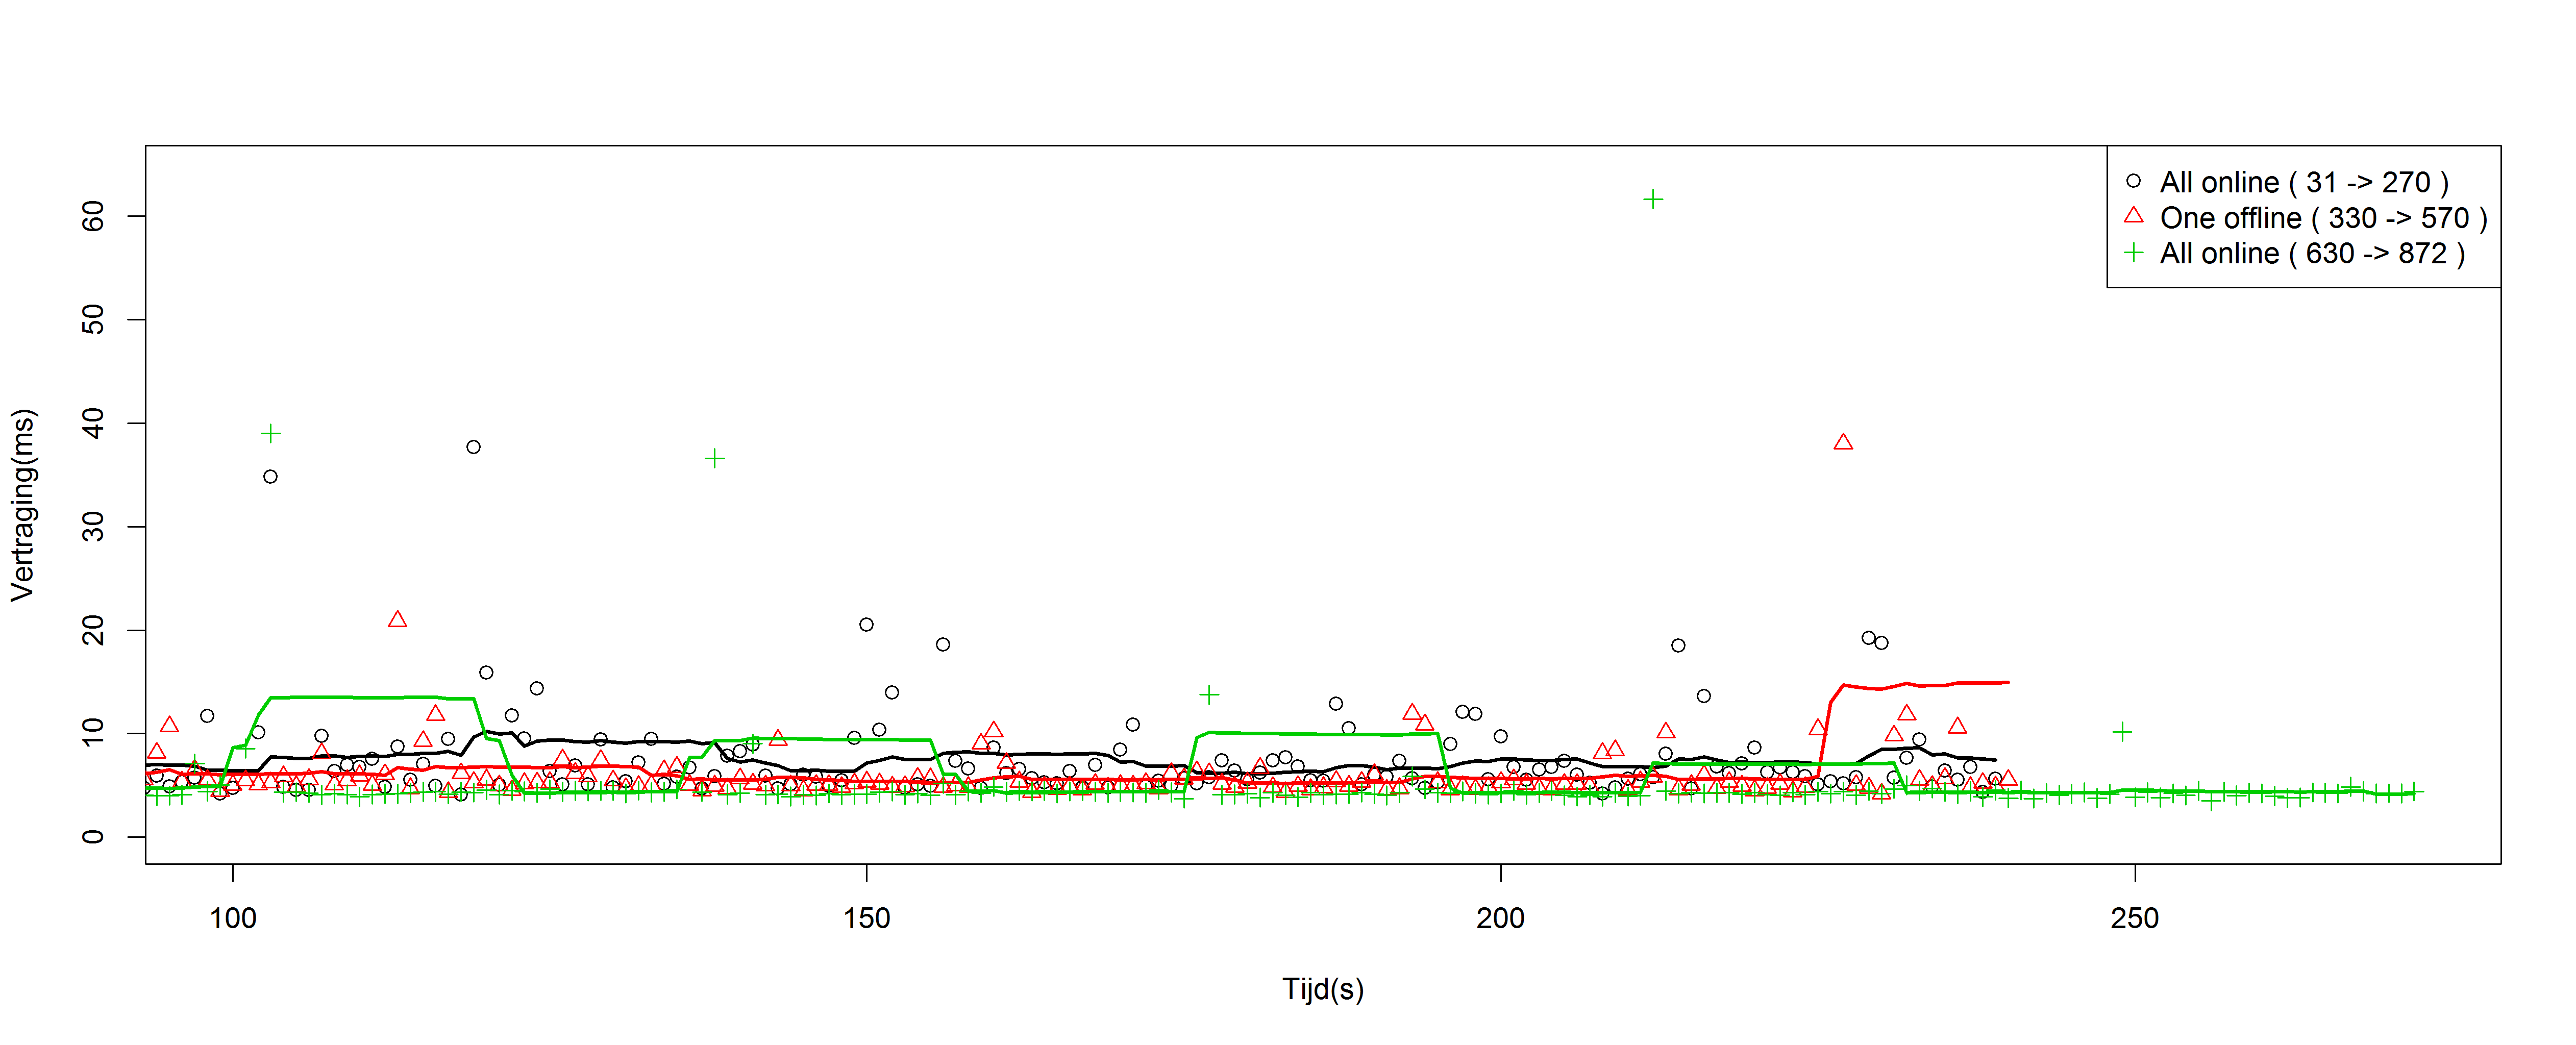 All online ( 31 -> 270 )
One offline ( 330 -> 570 )
All online ( 630 -> 872 )
Vertraging(ms)
60
50
40
30
20
10
0
100 150 200 250
Tijd(s)